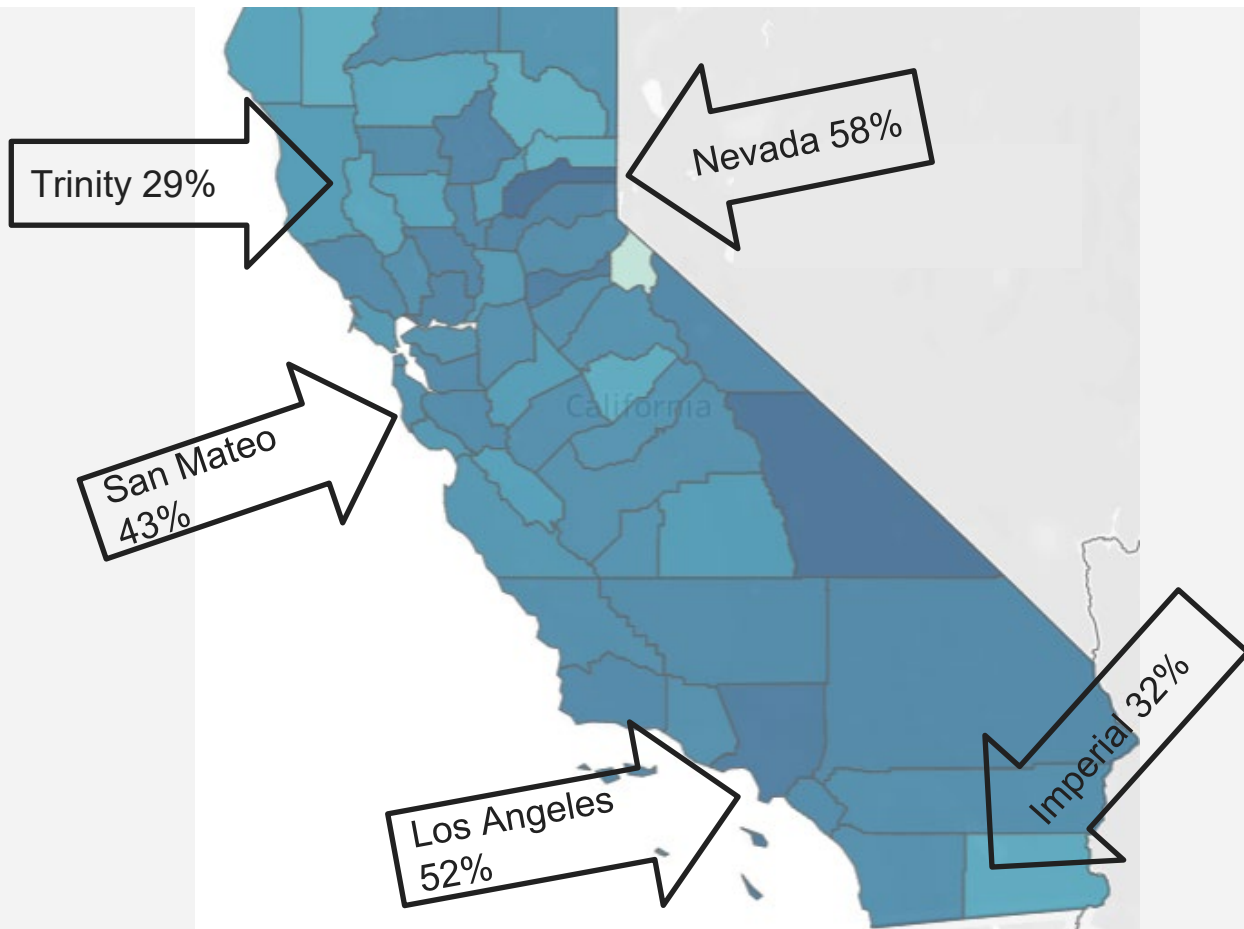 Nevada 58%
Trinity 29%
California
San Mateo
43%
Imperial 32%
Los Angeles
52%